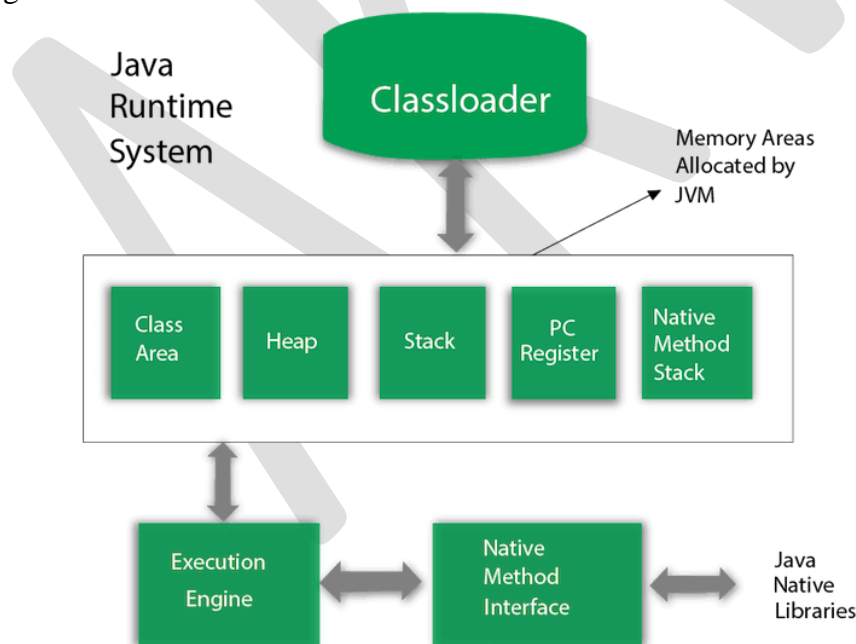 Java
Runtime
System
Classloader
Memory Areas
Allocated by
JVM
Class
Area
Heap
Stack
PC
Register
Native
Method
Stack
Execution
Engine
Native
Method
Interface
Java
Native
Libraries